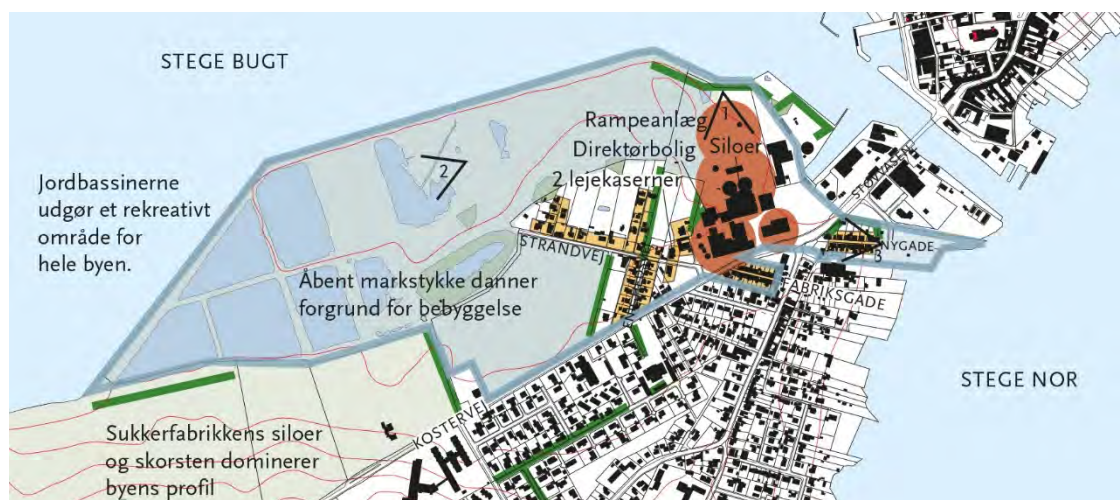 STEGE BUGT
Jordbassinerne
udgør et rekreativt
område for
hele byen.
2
1
Rampeanlæg
Direktørbolig Siloer
2 lejekaserner
STRANDVEJ
Åbent markstykke danner
forgrund for bebyggelse
NYGADE
3
FABRIKSGADE
STEGE NOR
KOSTERVEJ
Sukkerfabrikkens siloer
og skorsten dominerer
byens profil